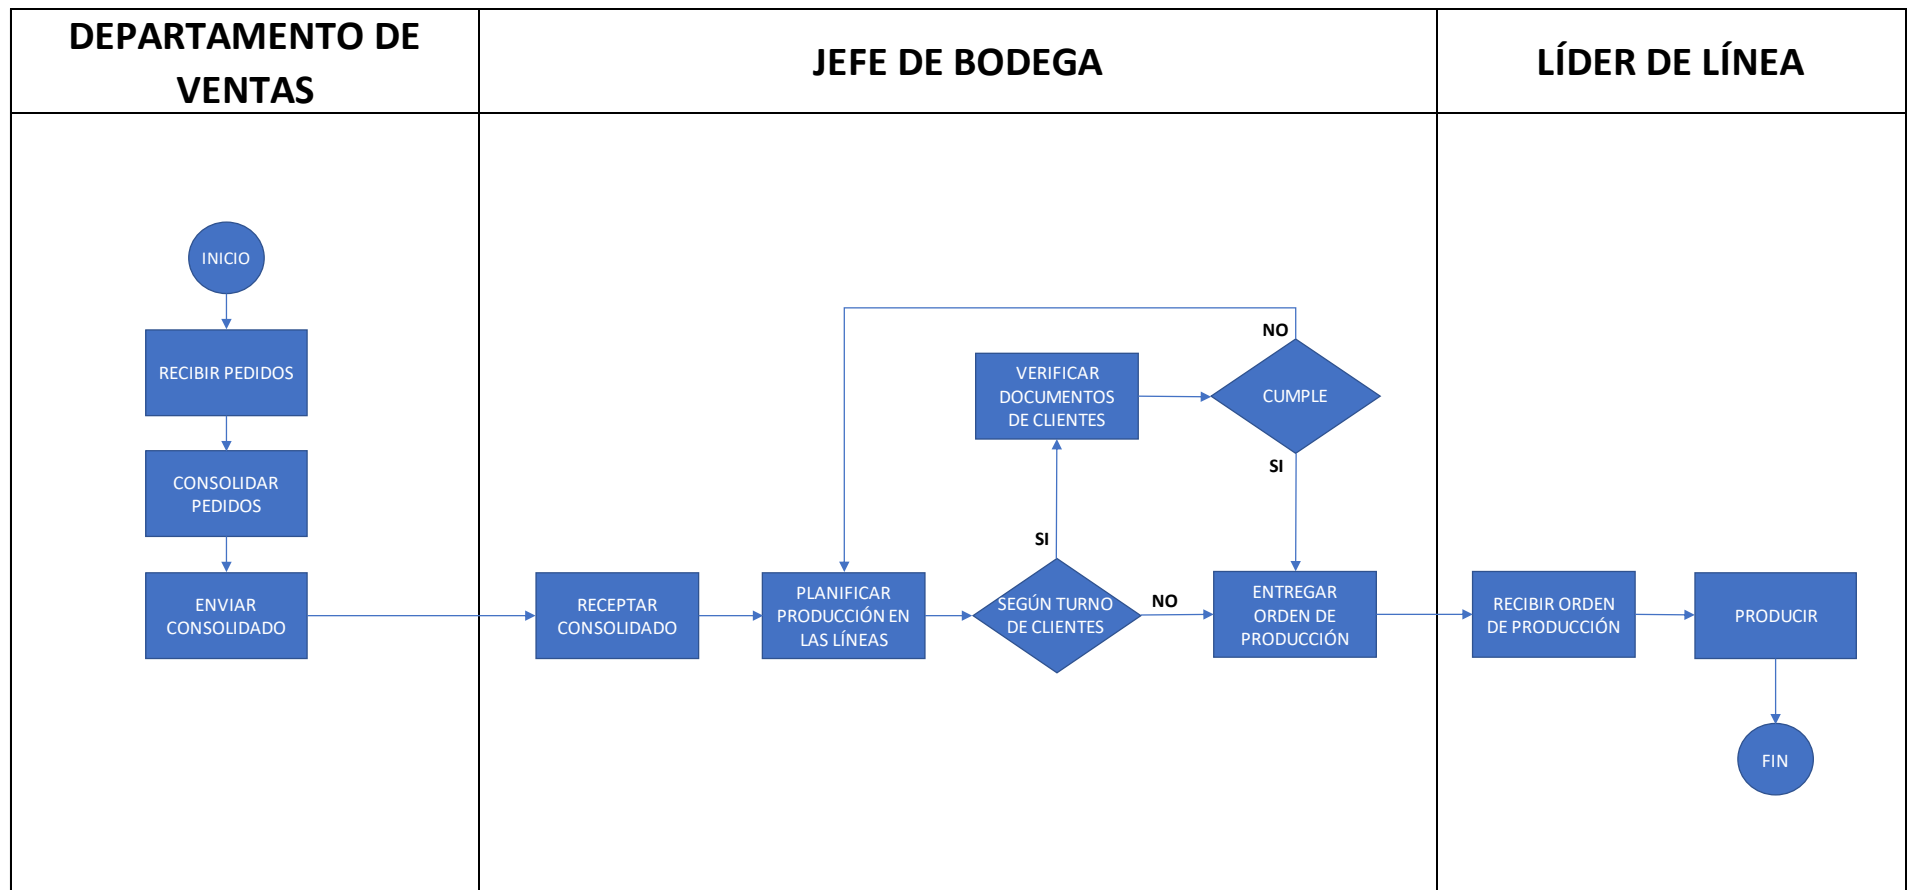 DEPARTAMENTO DE
VENTAS
JEFE DE BODEGA
LÍDER DE LÍNEA
INICIO
RECIBIR PEDIDOS
CONSOLIDAR
PEDIDOS
ENVIAR
CONSOLIDADO
RECEPTAR
CONSOLIDADO
PLANIFICAR
PRODUCCIÓN EN
LAS LÍNEAS
SEGÚN TURNO
DE CLIENTES
SI
NO
VERIFICAR
DOCUMENTOS
DE CLIENTES
CUMPLE
NO
SI
ENTREGAR
ORDEN DE
PRODUCCIÓN
RECIBIR ORDEN
DE PRODUCCIÓN
PRODUCIR
FIN